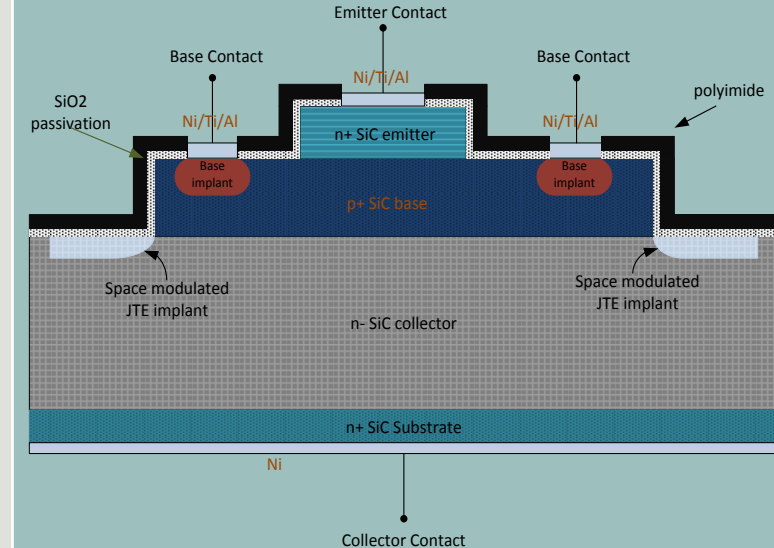 Emitter Contact
Base Contact
Base Contact
Ni/Ti/Al
polyimide
SiO2
passivation
Ni/Ti/Al
Ni/Ti/Al
n+ SiC emitter
Base
implant
Base
implant
p+ SiC base
Space modulated
JTE implant
Space modulated
JTE implant
n- SiC collector
n+ SiC Substrate
Ni
Collector Contact